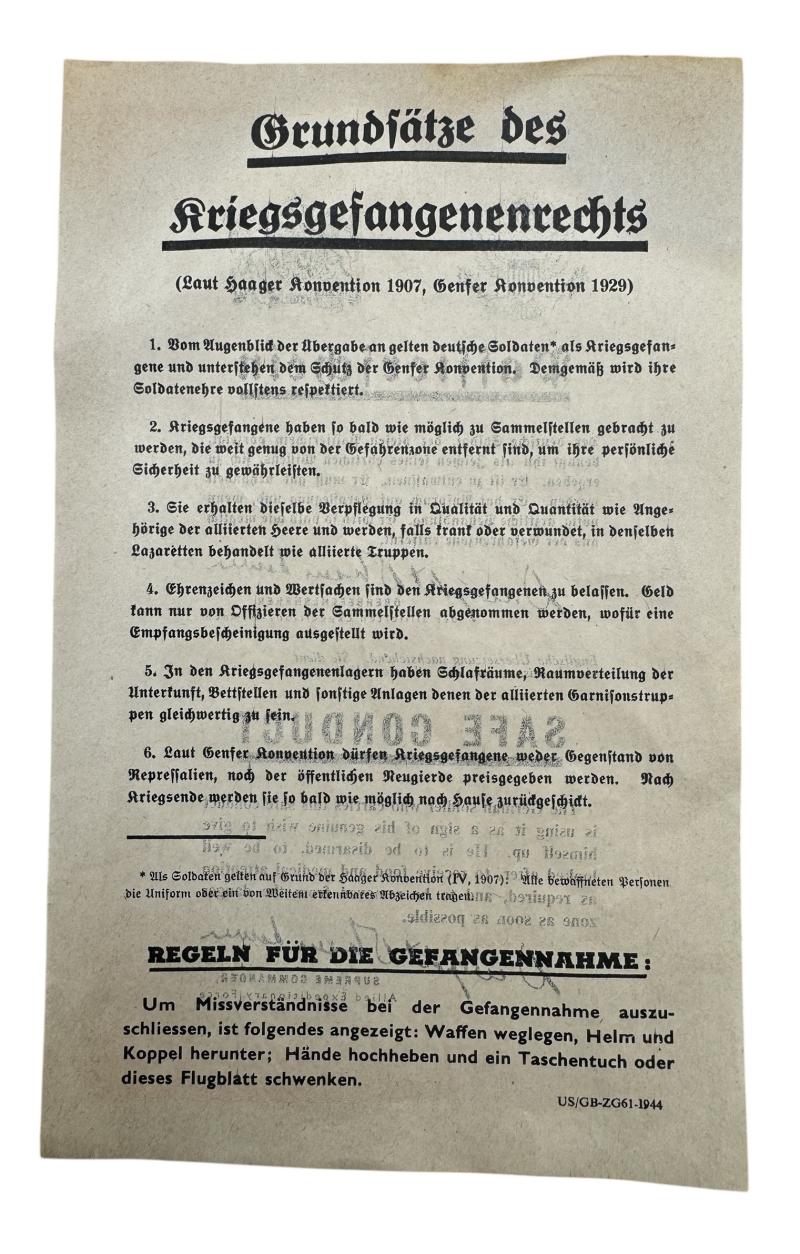 Grundsätze des
Kriegsgefangenenrechts
(Laut Haager Konvention 1907, Genfer Konvention 1929)
1. Vom Augenblick der Übergabe an gelten deutsche Soldaten* als Kriegsgefan-
gene und unterstehen dem Schutz der Genfer Konvention. Demgemäß wird ihre
Soldatenehre vollstens respektiert.
2. Kriegsgefangene haben so bald wie möglich zu Sammelstellen gebracht zu
werden, die weit genug von der Gefahrenzone entfernt sind, um ihre persönliche
Sicherheit zu gewährleisten.
3. Sie erhalten dieselbe Verpflegung in Qualität und Quantität wie Ange-
hörige der alliierten Heere und werden, falls krank oder verwundet, in denselben
Lazaretten behandelt wie alliierte Truppen.
4. Ehrenzeichen und Wertsachen sind den Kriegsgefangenen zu belassen. Geld
kann nur von Offizieren der Sammelstellen abgenommen werden, wofür eine
Empfangsbescheinigung ausgestellt wird.
5. In den Kriegsgefangenenlagern haben Schlafräume, Raumverteilung der
Unterkunft, Bettstellen und sonstige Anlagen denen der alliierten Garnisonstrup-
pen gleichwertig zu sein.
6. Laut Genfer Konvention dürfen Kriegsgefangene weder Gegenstand von
Repressalien, noch der öffentlichen Neugierde preisgegeben werden. Nach
Kriegsende werden sie so bald wie möglich nach Hause zurückgeschickt.
* Als Soldaten gelten auf Grund der Haager Konvention (IV, 1907): Alle bewaffneten Personen
die Uniform oder ein von Weitem erkennbares Abzeichen tragen.
REGELN FÜR DIE GEFANGENNAHME:
Um Missverständnisse bei der Gefangennahme auszu-
schliessen, ist folgendes angezeigt: Waffen weglegen, Helm und
Koppel herunter; Hände hochheben und ein Taschentuch oder
dieses Flugblatt schwenken.
US/GB-ZG61-1944